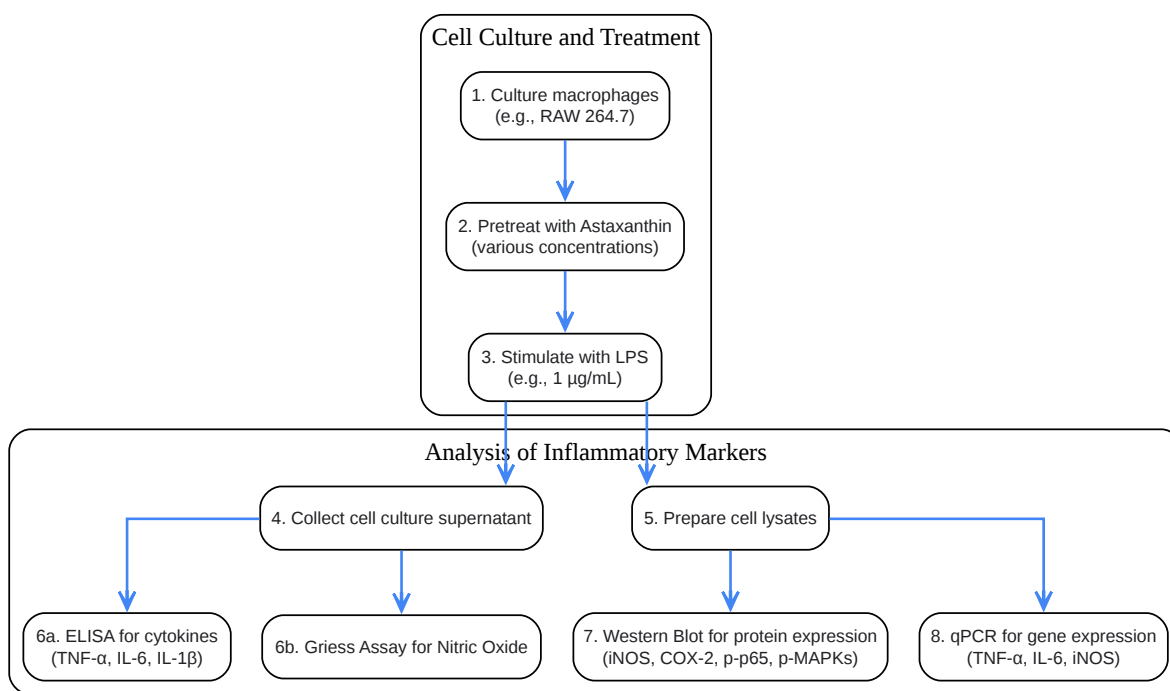 Cell Culture and Treatment
1. Culture macrophages
(e.g., RAW 264.7)
2. Pretreat with Astaxanthin
(various concentrations)
3. Stimulate with LPS
(e.g., 1 µg/mL)
Analysis of Inflammatory Markers
4. Collect cell culture supernatant
5. Prepare cell lysates
6a. ELISA for cytokines
(TNF-α, IL-6, IL-1β)
6b. Griess Assay for Nitric Oxide
7. Western Blot for protein expression
(iNOS, COX-2, p-p65, p-MAPKs)
8. qPCR for gene expression
(TNF-α, IL-6, iNOS)